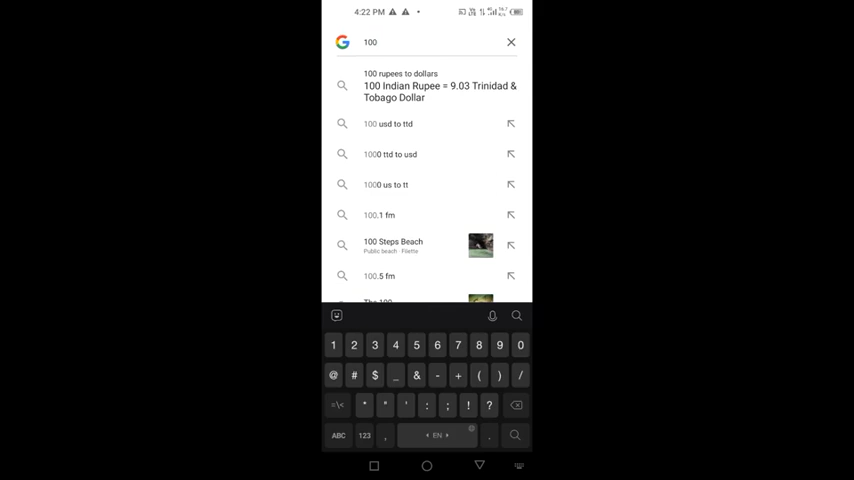 4:22 PM
100
100 rupees to dollars
100 Indian Rupee = 9.03 Trinidad &
Tobago Dollar
100 usd to ttd
1000 ttd to usd
1000 us to tt
100.1 fm
100 Steps Beach
Public beach · Filette
100.5 fm
The 100
1 2 3 4 5 6 7 8 9 0
@ # $ _ & - + ( ) /
=\< * " ' : ; ! ?
ABC 123 , EN .